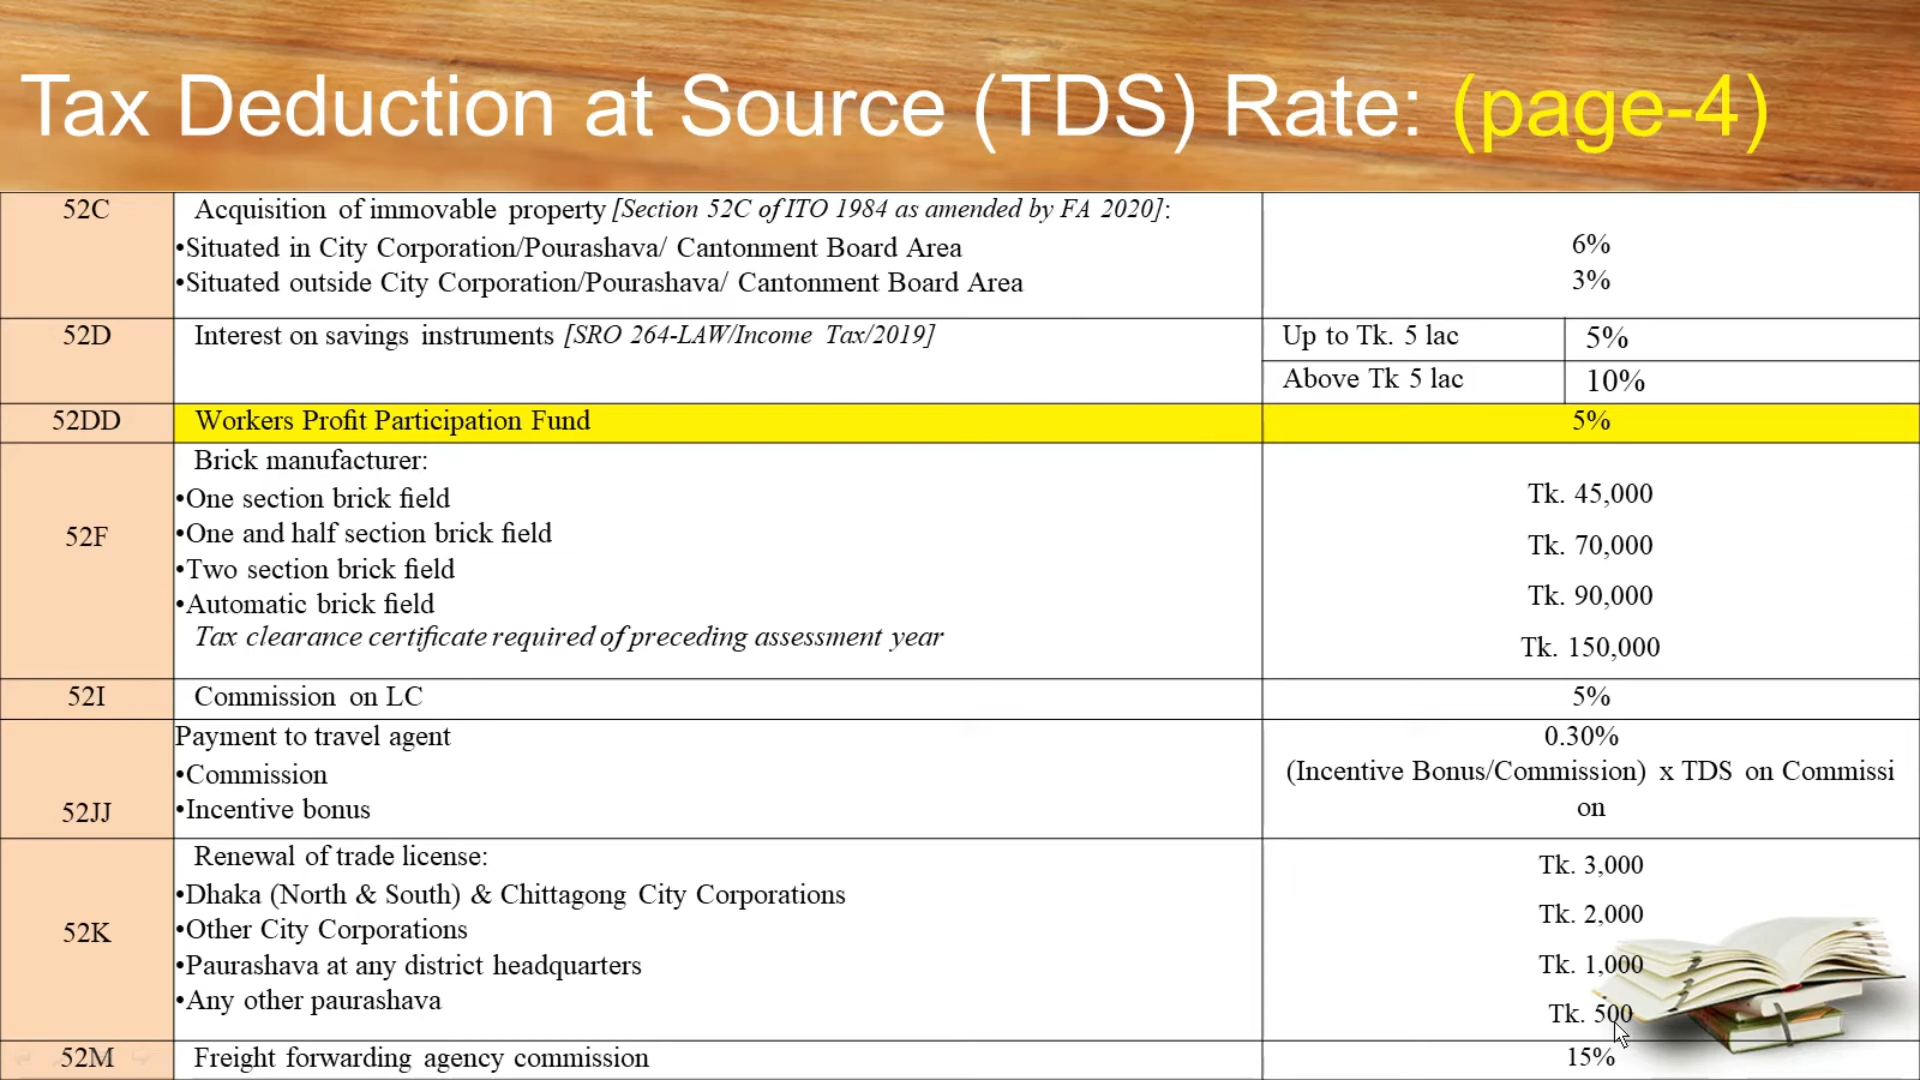 Tax Deduction at Source (TDS) Rate: (page-4)
52C
Acquisition of immovable property [Section 52C of ITO 1984 as amended by FA 2020]:
•Situated in City Corporation/Pourashava/ Cantonment Board Area
6%
•Situated outside City Corporation/Pourashava/ Cantonment Board Area
3%
52D
Interest on savings instruments [SRO 264-LAW/Income Tax/2019]
Up to Tk. 5 lac
5%
Above Tk 5 lac
10%
52DD
Workers Profit Participation Fund
5%
52F
Brick manufacturer:
•One section brick field
•One and half section brick field
•Two section brick field
•Automatic brick field
Tax clearance certificate required of preceding assessment year
Tk. 45,000
Tk. 70,000
Tk. 90,000
Tk. 150,000
52I
Commission on LC
5%
52JJ
Payment to travel agent
•Commission
•Incentive bonus
0.30%
(Incentive Bonus/Commission) x TDS on Commissi
on
52K
Renewal of trade license:
•Dhaka (North & South) & Chittagong City Corporations
•Other City Corporations
•Paurashava at any district headquarters
•Any other paurashava
Tk. 3,000
Tk. 2,000
Tk. 1,000
Tk. 500
52M
Freight forwarding agency commission
15%